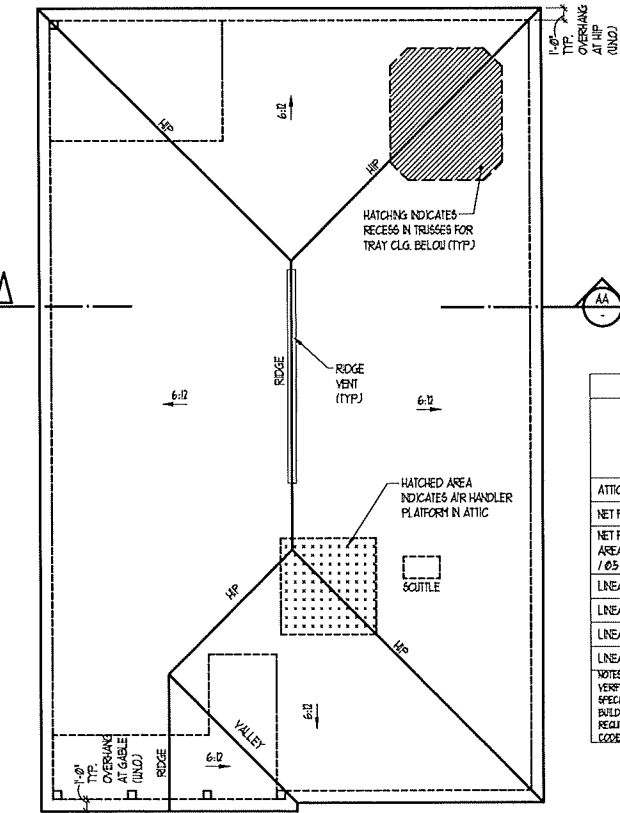 1'-0"
TYP.
OVERHANG
AT HIP
(U.N.O.)
6:12
HIP
HIP
HATCHING INDICATES
RECESS IN TRUSSES FOR
TRAY CLG. BELOW (TYP.)
AA
-
RIDGE
RIDGE
VENT
(TYP.)
6:12
6:12
HATCHED AREA
INDICATES AIR HANDLER
PLATFORM IN ATTIC
SCUTTLE
ATTIC
NET F
NET F
AREA
/ 0.5
LINEA
LINEA
LINEA
LINEA
NOTES
VERIF
SPECI
BUILD
REQUI
CODE
HIP
HIP
VALLEY
6:12
1'-0"
TYP.
OVERHANG
AT GABLE
(U.N.O.)
RIDGE
6:12